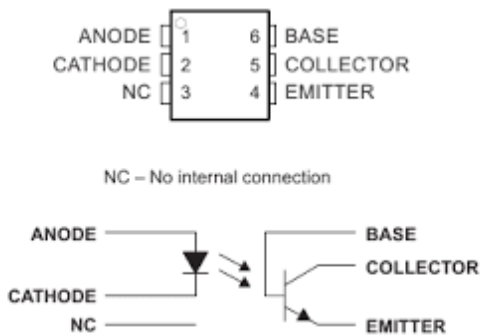 ANODE 1 6 BASE
CATHODE 2 5 COLLECTOR
NC 3 4 EMITTER
NC – No internal connection
ANODE BASE
COLLECTOR
CATHODE
NC EMITTER